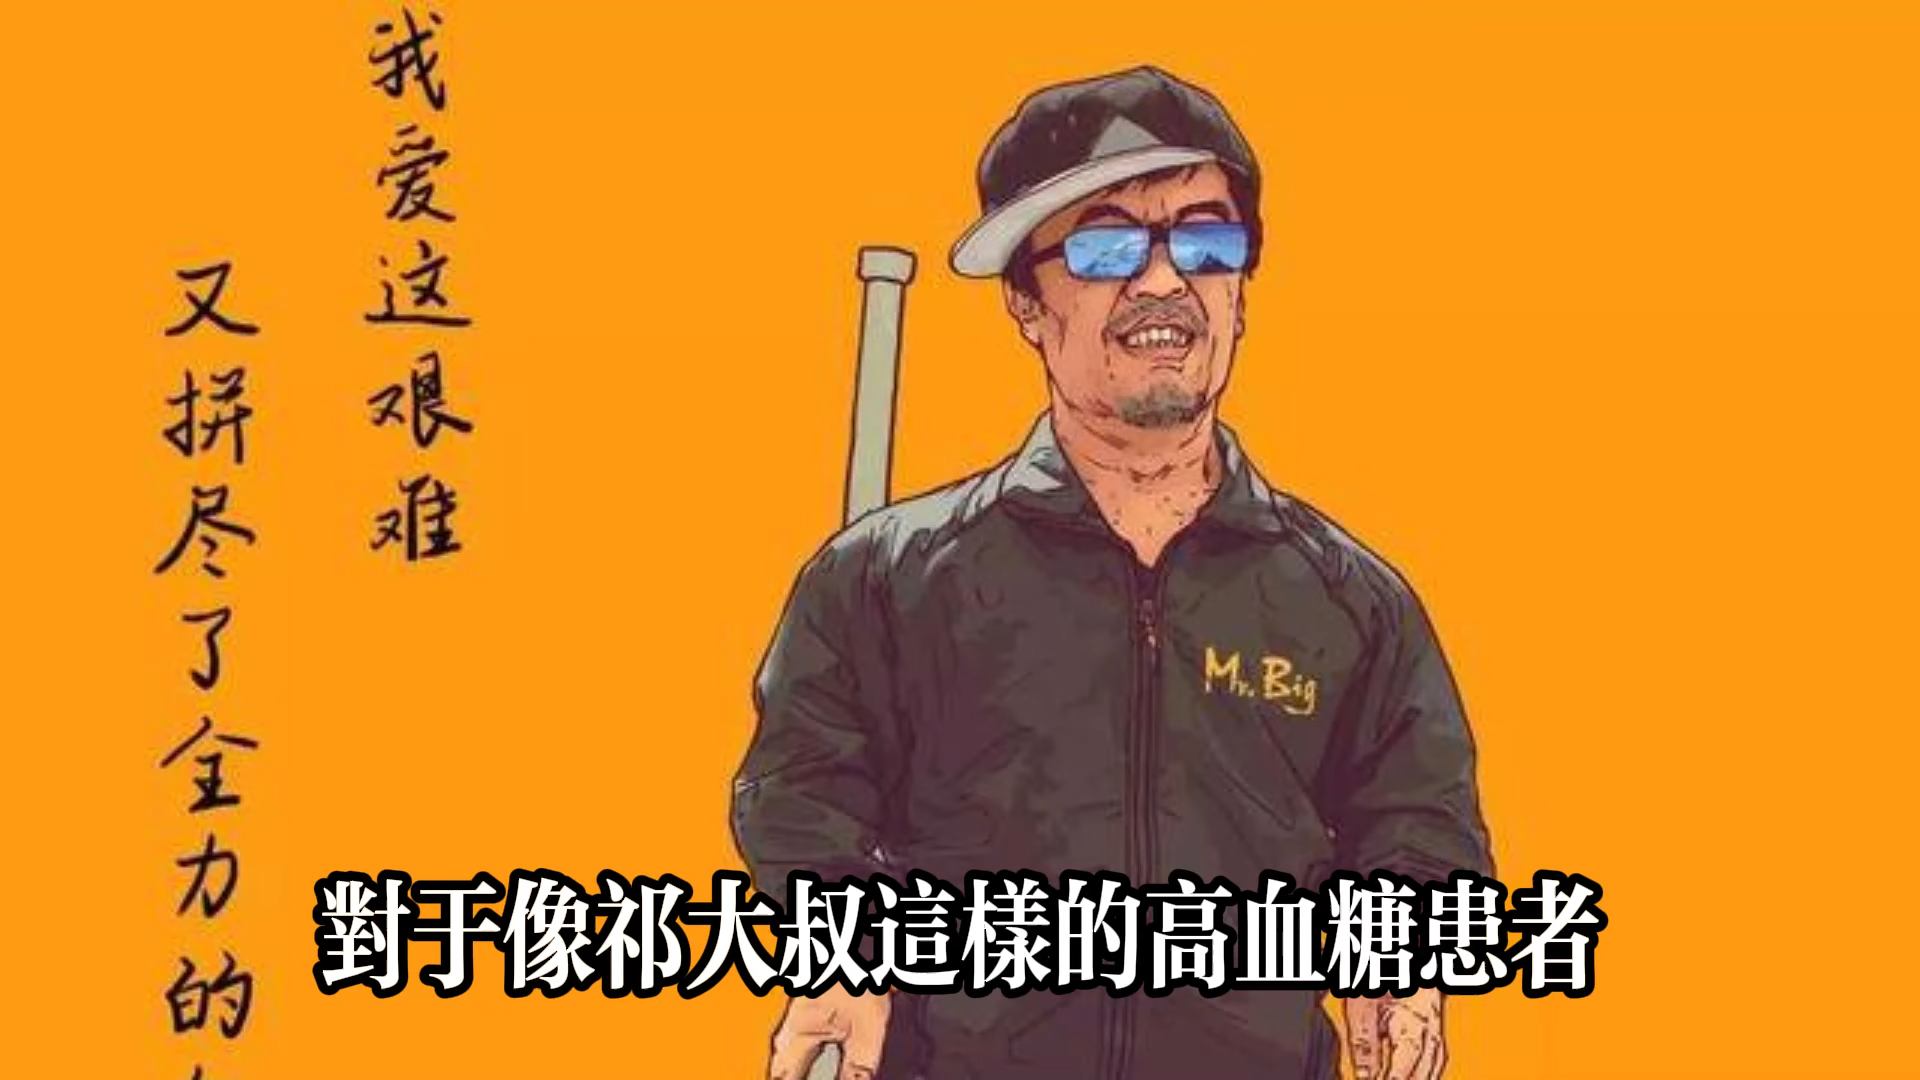 我爱这艰难
又拼尽了全力的
Mr. Big
對于像祁大叔這樣的高血糖患者